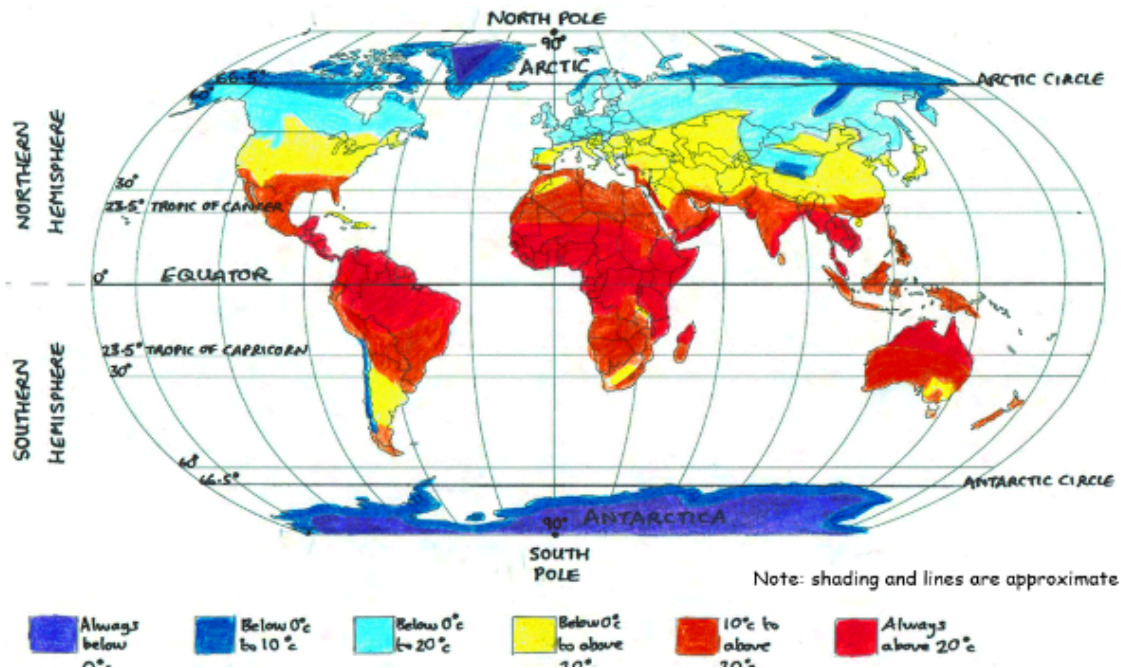 NORTH POLE
90°
ARCTIC
66.5°
ARCTIC CIRCLE
60°
NORTHERN
HEMISPHERE
30°
23.5° TROPIC OF CANCER
0°
EQUATOR
SOUTHERN
HEMISPHERE
23.5° TROPIC OF CAPRICORN
30°
60°
66.5°
ANTARCTIC CIRCLE
90° ANTARCTICA
SOUTH
POLE
Note: shading and lines are approximate
Always
below
0°c
Below 0°c
to 10°c
Below 0°c
to 20°c
Below 0°c
to above
10°c to
above
Always
above 20°c